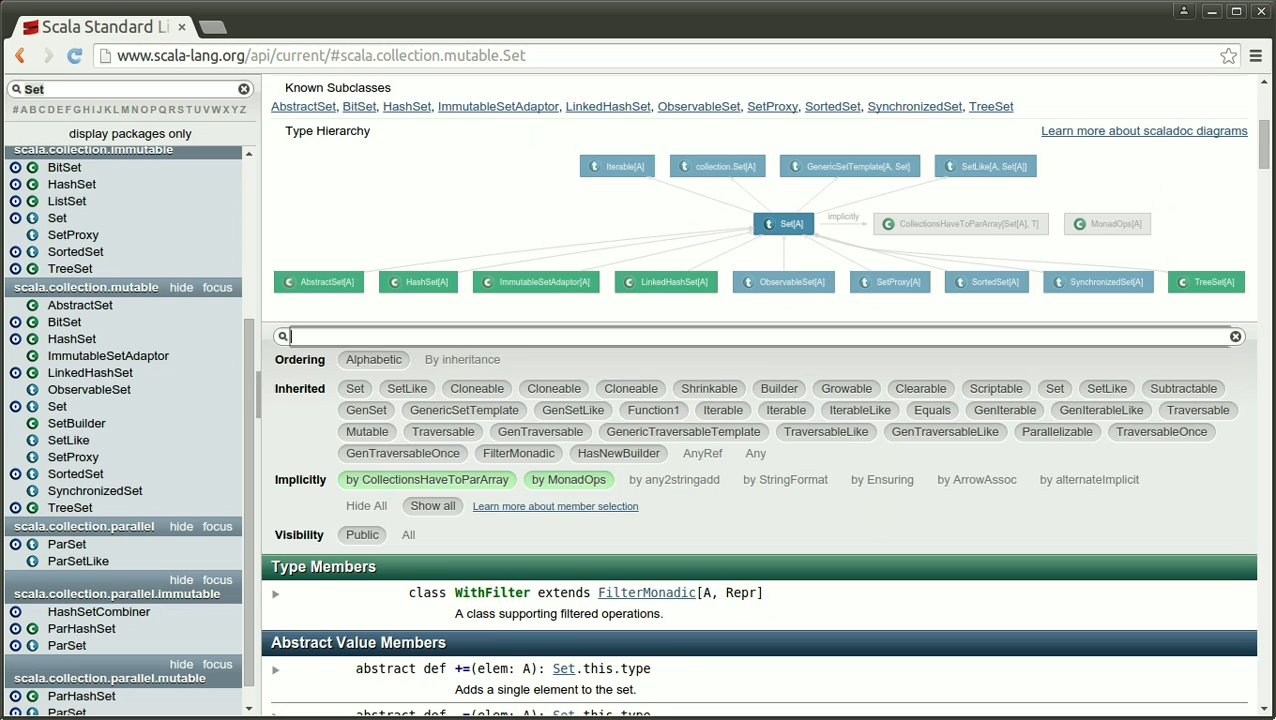 Scala Standard Li
www.scala-lang.org/api/current/#scala.collection.mutable.Set
Set
#ABCDEFGHIJKLMNOPQRSTUVWXYZ
display packages only
scala.collection.immutable
BitSet
HashSet
ListSet
Set
SetProxy
SortedSet
TreeSet
scala.collection.mutable hide focus
AbstractSet
BitSet
HashSet
ImmutableSetAdaptor
LinkedHashSet
ObservableSet
Set
SetBuilder
SetLike
SetProxy
SortedSet
SynchronizedSet
TreeSet
scala.collection.parallel hide focus
ParSet
ParSetLike
hide focus
scala.collection.parallel.immutable
HashSetCombiner
ParHashSet
ParSet
hide focus
scala.collection.parallel.mutable
ParHashSet
ParSet
Known Subclasses
AbstractSet, BitSet, HashSet, ImmutableSetAdaptor, LinkedHashSet, ObservableSet, SetProxy, SortedSet, SynchronizedSet, TreeSet
Type Hierarchy Learn more about scaladoc diagrams
Iterable[A] collection.Set[A] GenericSetTemplate[A, Set] SetLike[A, Set[A]]
Set[A] implicitly CollectionsHaveToParArray[Set[A], T] MonadOps[A]
AbstractSet[A] HashSet[A] ImmutableSetAdaptor[A] LinkedHashSet[A] ObservableSet[A] SetProxy[A] SortedSet[A] SynchronizedSet[A] TreeSet[A]
Ordering Alphabetic By inheritance
Inherited Set SetLike Cloneable Cloneable Cloneable Shrinkable Builder Growable Clearable Scriptable Set SetLike Subtractable
GenSet GenericSetTemplate GenSetLike Function1 Iterable Iterable IterableLike Equals GenIterable GenIterableLike Traversable
Mutable Traversable GenTraversable GenericTraversableTemplate TraversableLike GenTraversableLike Parallelizable TraversableOnce
GenTraversableOnce FilterMonadic HasNewBuilder AnyRef Any
Implicitly by CollectionsHaveToParArray by MonadOps by any2stringadd by StringFormat by Ensuring by ArrowAssoc by alternateImplicit
Hide All Show all Learn more about member selection
Visibility Public All
Type Members
class WithFilter extends FilterMonadic[A, Repr]
A class supporting filtered operations.
Abstract Value Members
abstract def +=(elem: A): Set.this.type
Adds a single element to the set.
abstract def -=(elem: A): Set.this.type